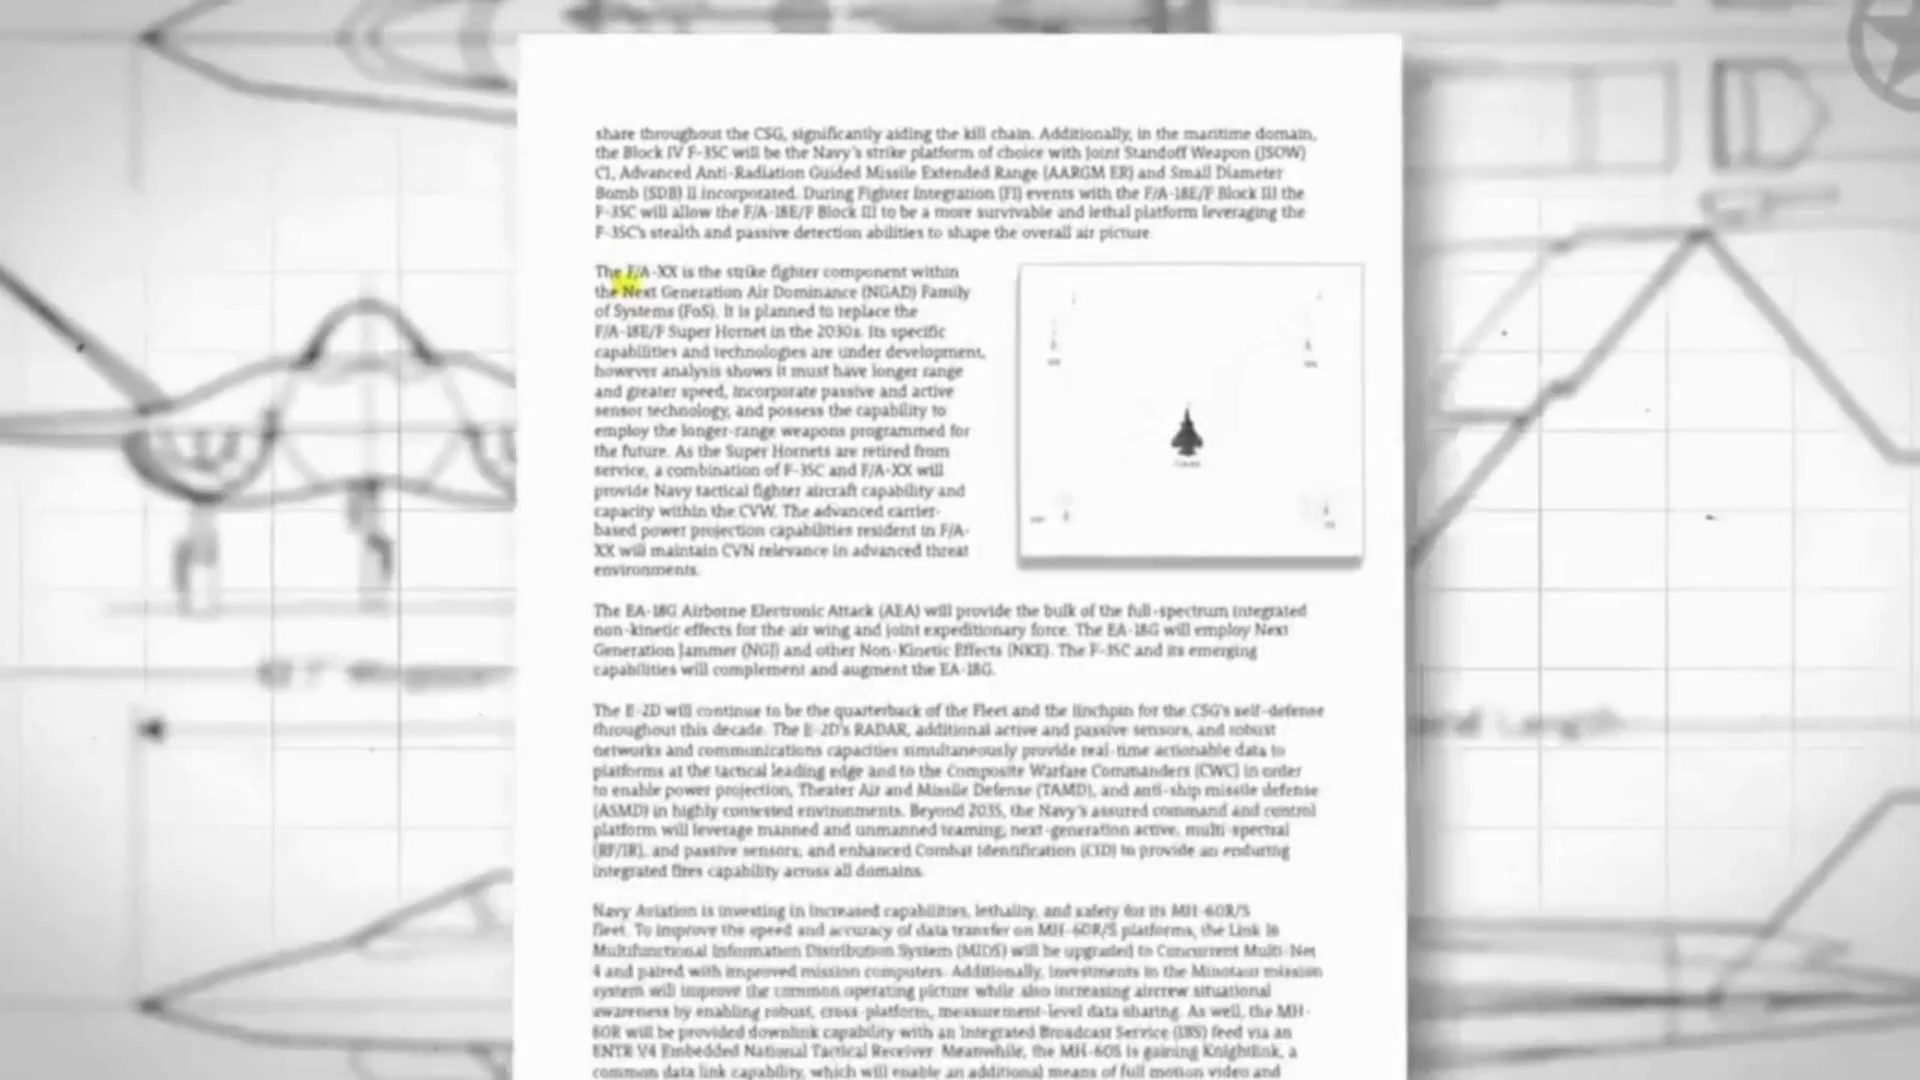 share throughout the CSG, significantly aiding the kill chain. Additionally, in the maritime domain,
the Block IV F-35C will be the Navy's strike platform of choice with Joint Standoff Weapon (JSOW)
C1, Advanced Anti-Radiation Guided Missile Extended Range (AARGM ER) and Small Diameter
Bomb (SDB) II incorporated. During Fighter Integration (FI) events with the F/A-18E/F Block III the
F-35C will allow the F/A-18E/F Block III to be a more survivable and lethal platform leveraging the
F-35C's stealth and passive detection abilities to shape the overall air picture.
The F/A-XX is the strike fighter component within
the Next Generation Air Dominance (NGAD) Family
of Systems (FoS). It is planned to replace the
F/A-18E/F Super Hornet in the 2030s. Its specific
capabilities and technologies are under development,
however analysis shows it must have longer range
and greater speed, incorporate passive and active
sensor technology, and possess the capability to
employ the longer-range weapons programmed for
the future. As the Super Hornets are retired from
service, a combination of F-35C and F/A-XX will
provide Navy tactical fighter aircraft capability and
capacity within the CVW. The advanced carrier-
based power projection capabilities resident in F/A-
XX will maintain CVN relevance in advanced threat
environments.
The EA-18G Airborne Electronic Attack (AEA) will provide the bulk of the full-spectrum integrated
non-kinetic effects for the air wing and joint expeditionary force. The EA-18G will employ Next
Generation Jammer (NGJ) and other Non-Kinetic Effects (NKE). The F-35C and its emerging
capabilities will complement and augment the EA-18G.
The E-2D will continue to be the quarterback of the Fleet and the linchpin for the CSG's self-defense
throughout this decade. The E-2D's RADAR, additional active and passive sensors, and robust
networks and communications capacities simultaneously provide real-time actionable data to
platforms at the tactical leading edge and to the Composite Warfare Commanders (CWC) in order
to enable power projection, Theater Air and Missile Defense (TAMD), and anti-ship missile defense
(ASMD) in highly contested environments. Beyond 2035, the Navy's assured command and control
platform will leverage manned and unmanned teaming, next-generation active, multi-spectral
(RF/IR), and passive sensors, and enhanced Combat Identification (CID) to provide an enduring
integrated fires capability across all domains.
Navy Aviation is investing in increased capabilities, lethality, and safety for its MH-60R/S
fleet. To improve the speed and accuracy of data transfer on MH-60R/S platforms, the Link 16
Multifunctional Information Distribution System (MIDS) will be upgraded to Concurrent Multi-Net
4 and paired with improved mission computers. Additionally, investments in the Minotaur mission
system will improve the common operating picture while also increasing aircrew situational
awareness by enabling robust, cross-platform, measurement-level data sharing. As well, the MH-
60R will be provided downlink capability with an Integrated Broadcast Service (IBS) feed via an
ENTR V4 Embedded National Tactical Receiver. Meanwhile, the MH-60S is gaining Knightlink, a
common data link capability, which will enable an additional means of full motion video and